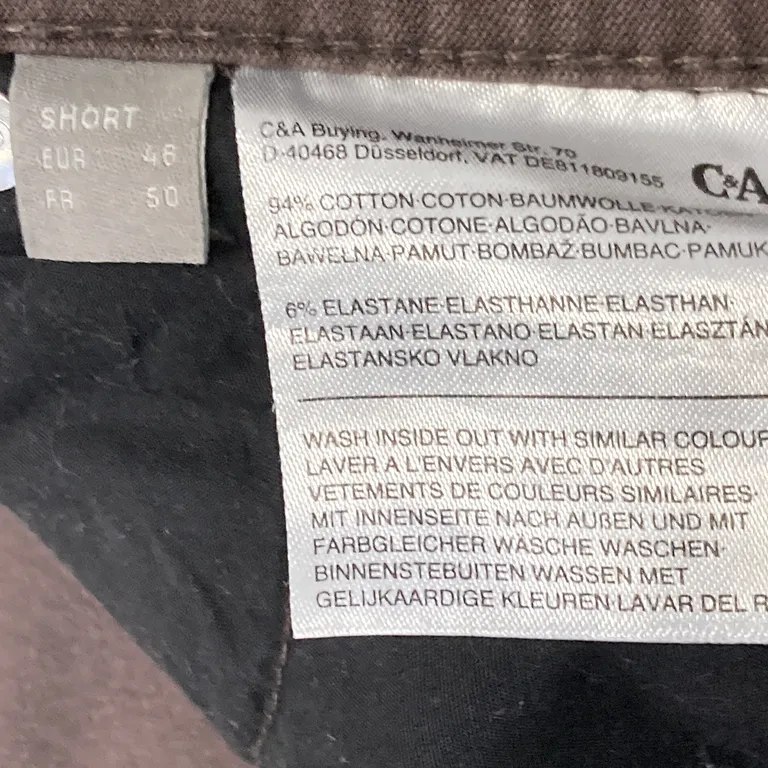 SHORT
EUR 46
FR 50
C&A Buying. Wanheimer Str. 70
D-40468 Düsseldorf, VAT DE811809155
C&A
94% COTTON·COTON·BAUMWOLLE·
ALGODÓN·COTONE·ALGODÃO·BAVLNA·
BAWEŁNA·PAMUT·BOMBAŽ·BUMBAC·PAMUK
6% ELASTANE·ELASTHANNE·ELASTHAN·
ELASTAAN·ELASTANO·ELASTAN·ELASZTÁN
ELASTANSKO VLAKNO
WASH INSIDE OUT WITH SIMILAR COLOUR
LAVER A L'ENVERS AVEC D'AUTRES
VETEMENTS DE COULEURS SIMILAIRES·
MIT INNENSEITE NACH AUßEN UND MIT
FARBGLEICHER WÄSCHE WASCHEN·
BINNENSTEBUITEN WASSEN MET
GELIJKAARDIGE KLEUREN·LAVAR DEL R